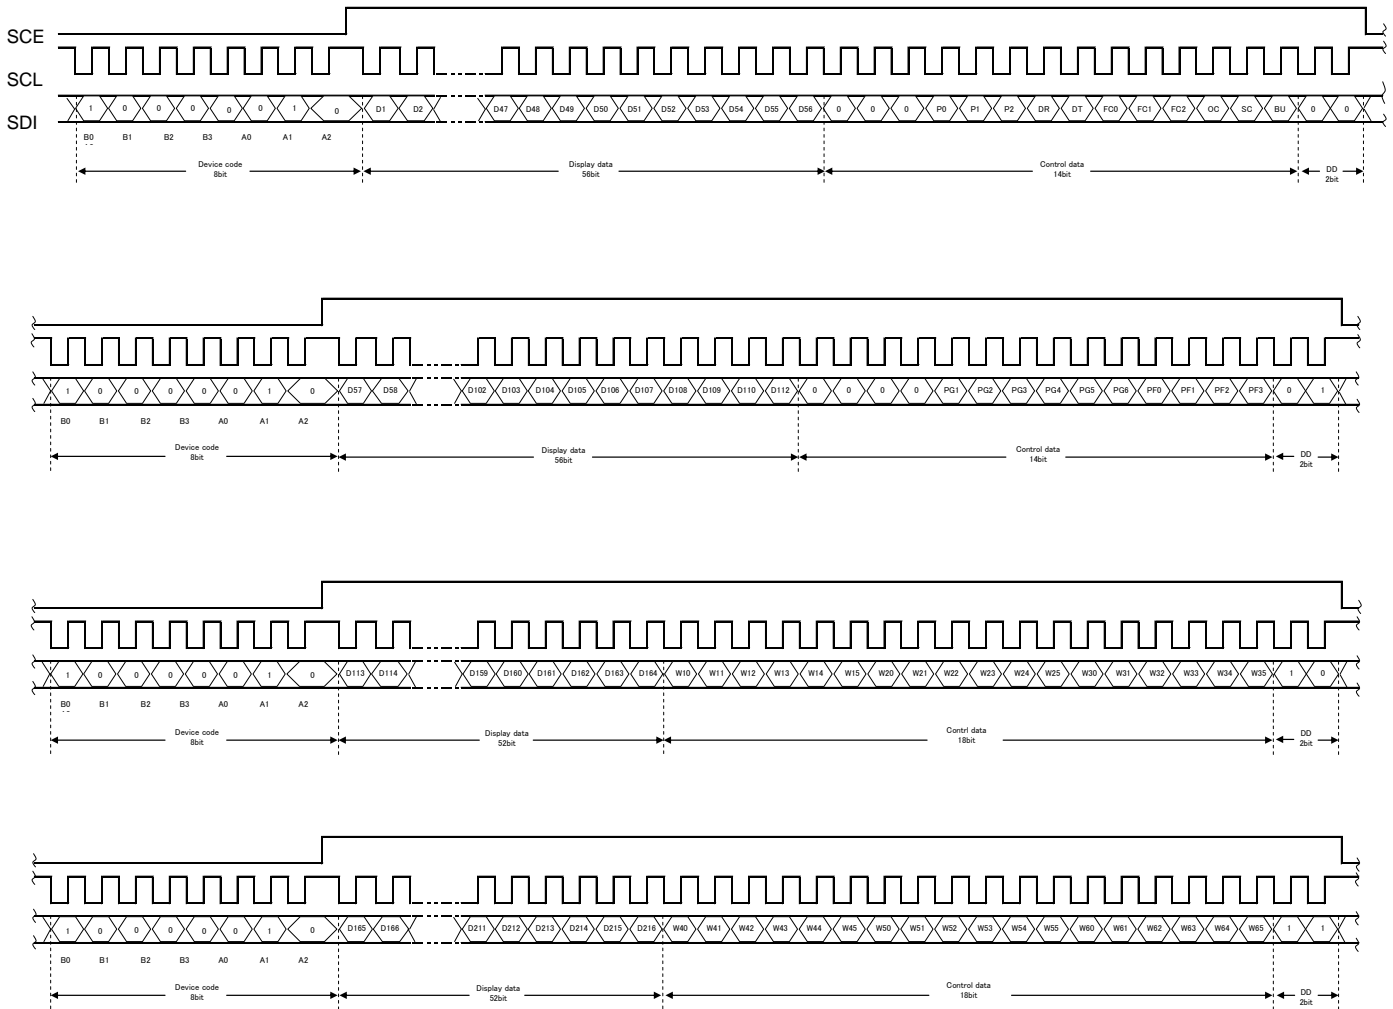 SCE
SCL
SDI
1 0 0 0 0 0 1 0 D1 D2 D47 D48 D49 D50 D51 D52 D53 D54 D55 D56 0 0 0 P0 P1 P2 DR DT FC0 FC1 FC2 OC SC BU 0 0
B0 B1 B2 B3 A0 A1 A2
Device code Display data Control data DD
8bit 56bit 14bit 2bit
1 0 0 0 0 0 1 0 D57 D58 D102 D103 D104 D105 D106 D107 D108 D109 D110 D112 0 0 0 0 PG1 PG2 PG3 PG4 PG5 PG6 PF0 PF1 PF2 PF3 0 1
B0 B1 B2 B3 A0 A1 A2
Device code Display data Control data DD
8bit 56bit 14bit 2bit
1 0 0 0 0 0 1 0 D113 D114 D159 D160 D161 D162 D163 D164 W10 W11 W12 W13 W14 W15 W20 W21 W22 W23 W24 W25 W30 W31 W32 W33 W34 W35 1 0
B0 B1 B2 B3 A0 A1 A2
Device code Display data Contrl data DD
8bit 52bit 18bit 2bit
1 0 0 0 0 0 1 0 D165 D166 D211 D212 D213 D214 D215 D216 W40 W41 W42 W43 W44 W45 W50 W51 W52 W53 W54 W55 W60 W61 W62 W63 W64 W65 1 1
B0 B1 B2 B3 A0 A1 A2
Device code Display data Control data DD
8bit 52bit 18bit 2bit